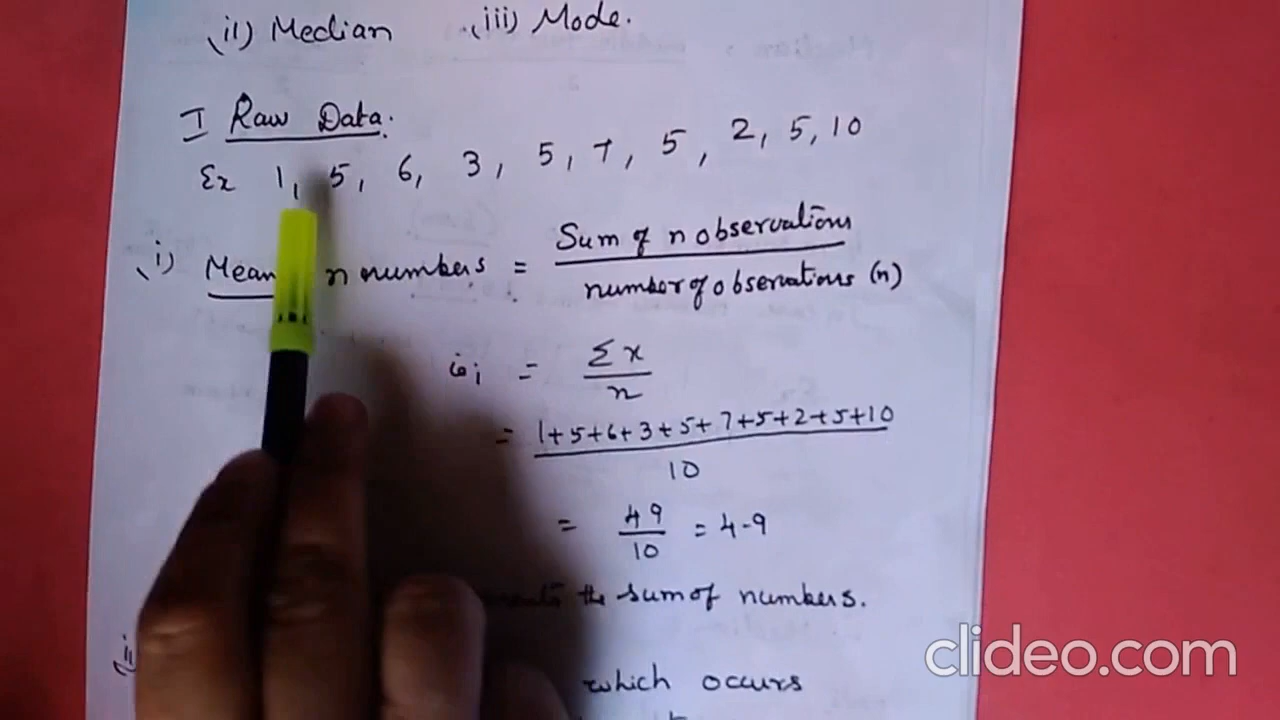 (ii) Median (iii) Mode.
I Raw Data.
Ex 1, 5, 6, 3, 5, 7, 5, 2, 5, 10
(i) Mean n numbers = Sum of n observations / number of observations (n)
ie; = Σx / n
= 1+5+6+3+5+7+5+2+5+10 / 10
= 49 / 10 = 4.9
the sum of numbers.
which occurs
clideo.com